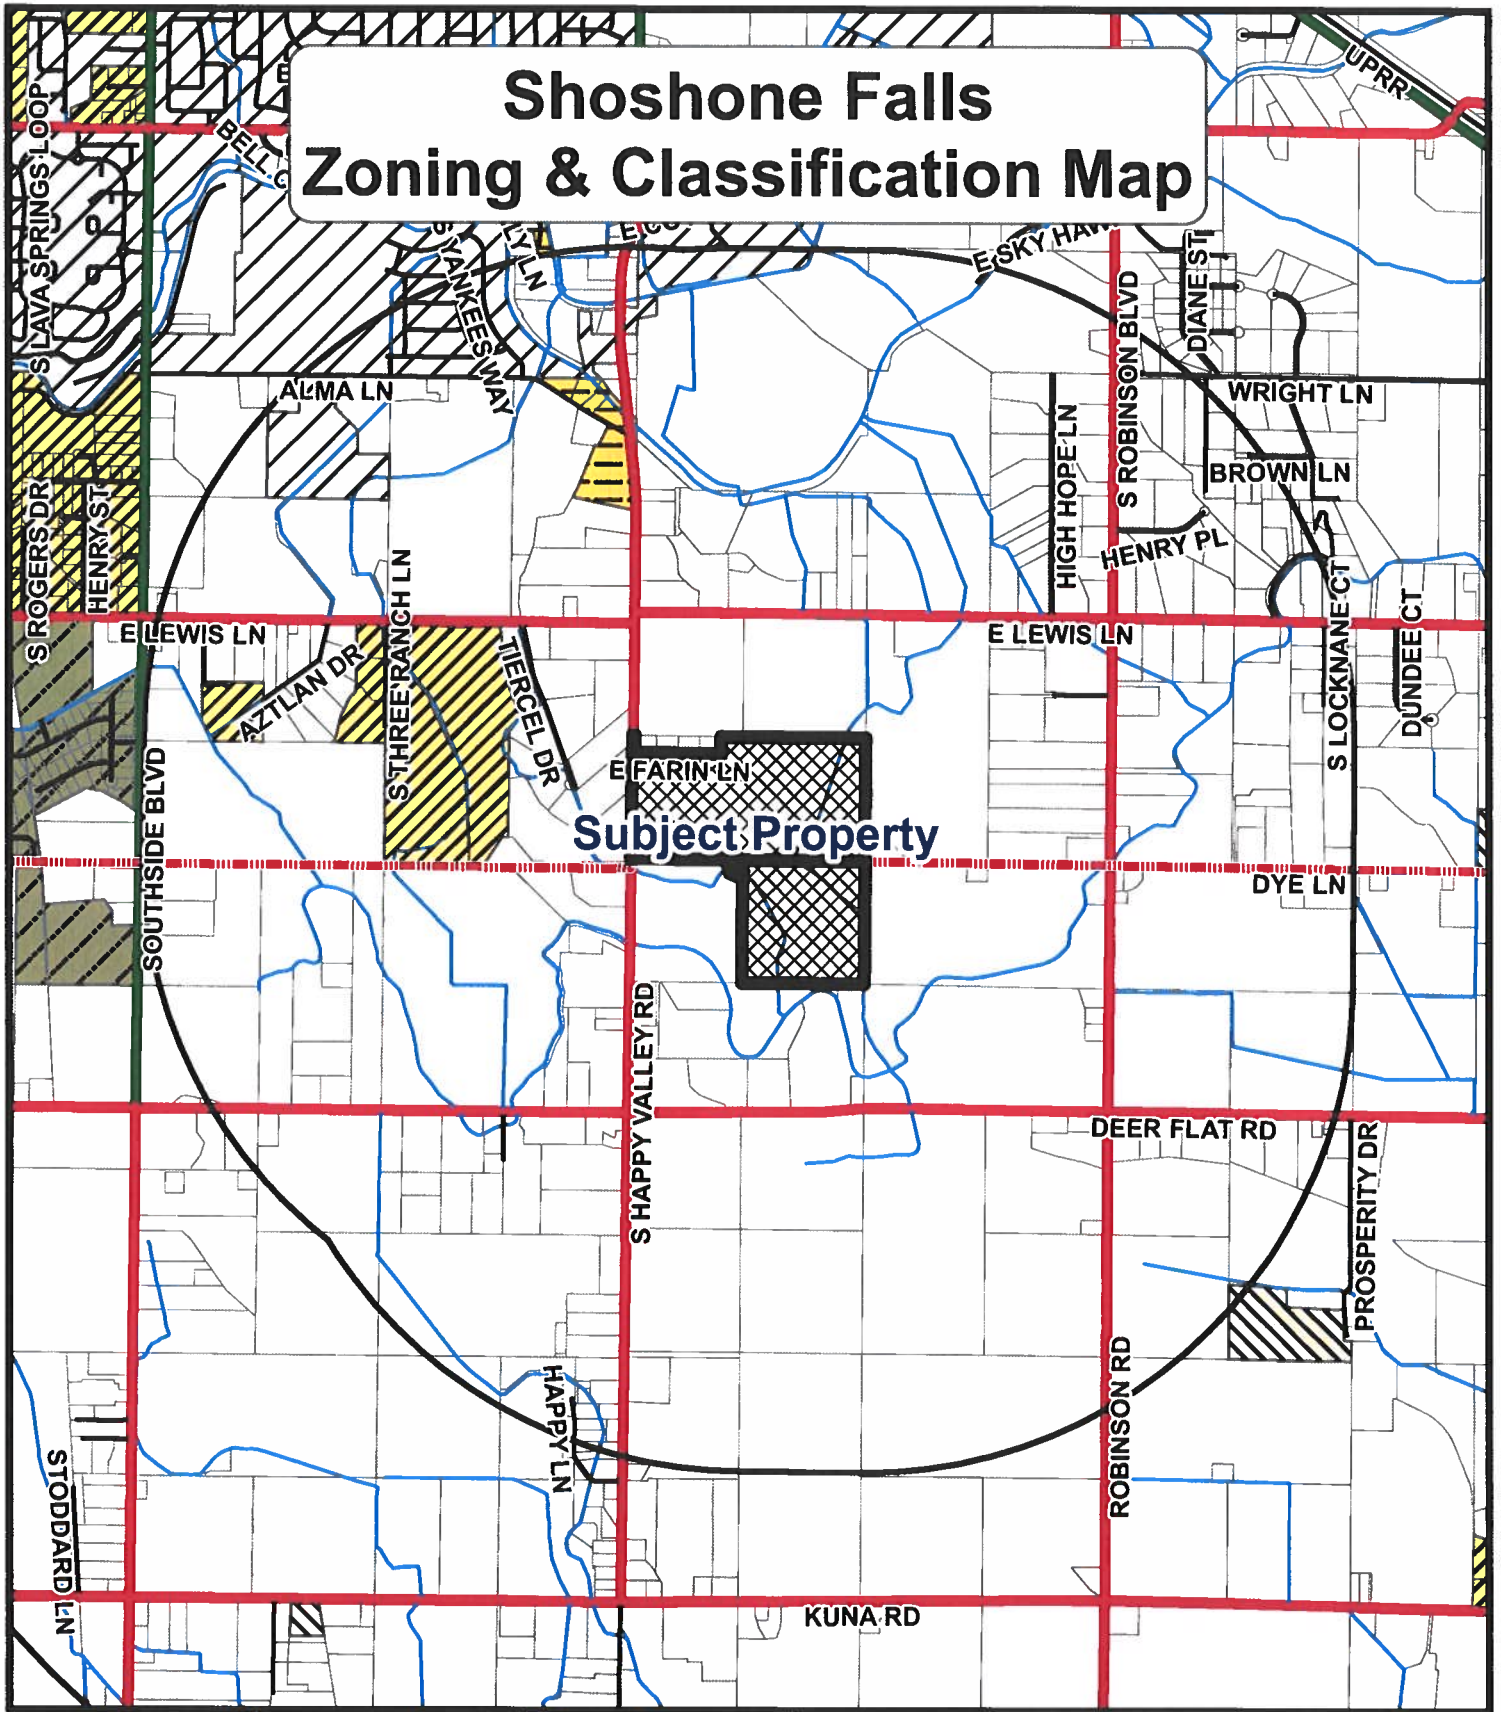 Shoshone Falls
Zoning & Classification Map
UPRR
S LAVA SPRINGS LOOP
BELL
S YANKEES WAY
LY LN
E SKY HAW
S ROBINSON BLVD
DIANE ST
ALMA LN
WRIGHT LN
HIGH HOPE LN
BROWN LN
S ROGERS DR
HENRY ST
HENRY PL
S THREE RANCH LN
E LEWIS LN
E LEWIS LN
S LOCKNANE CT
DUNDEE CT
AZTLAN DR
TIERCEL DR
SOUTHSIDE BLVD
E FARIN LN
Subject Property
DYE LN
S HAPPY VALLEY RD
DEER FLAT RD
PROSPERITY DR
ROBINSON RD
HAPPY LN
STODDARD LN
KUNA RD